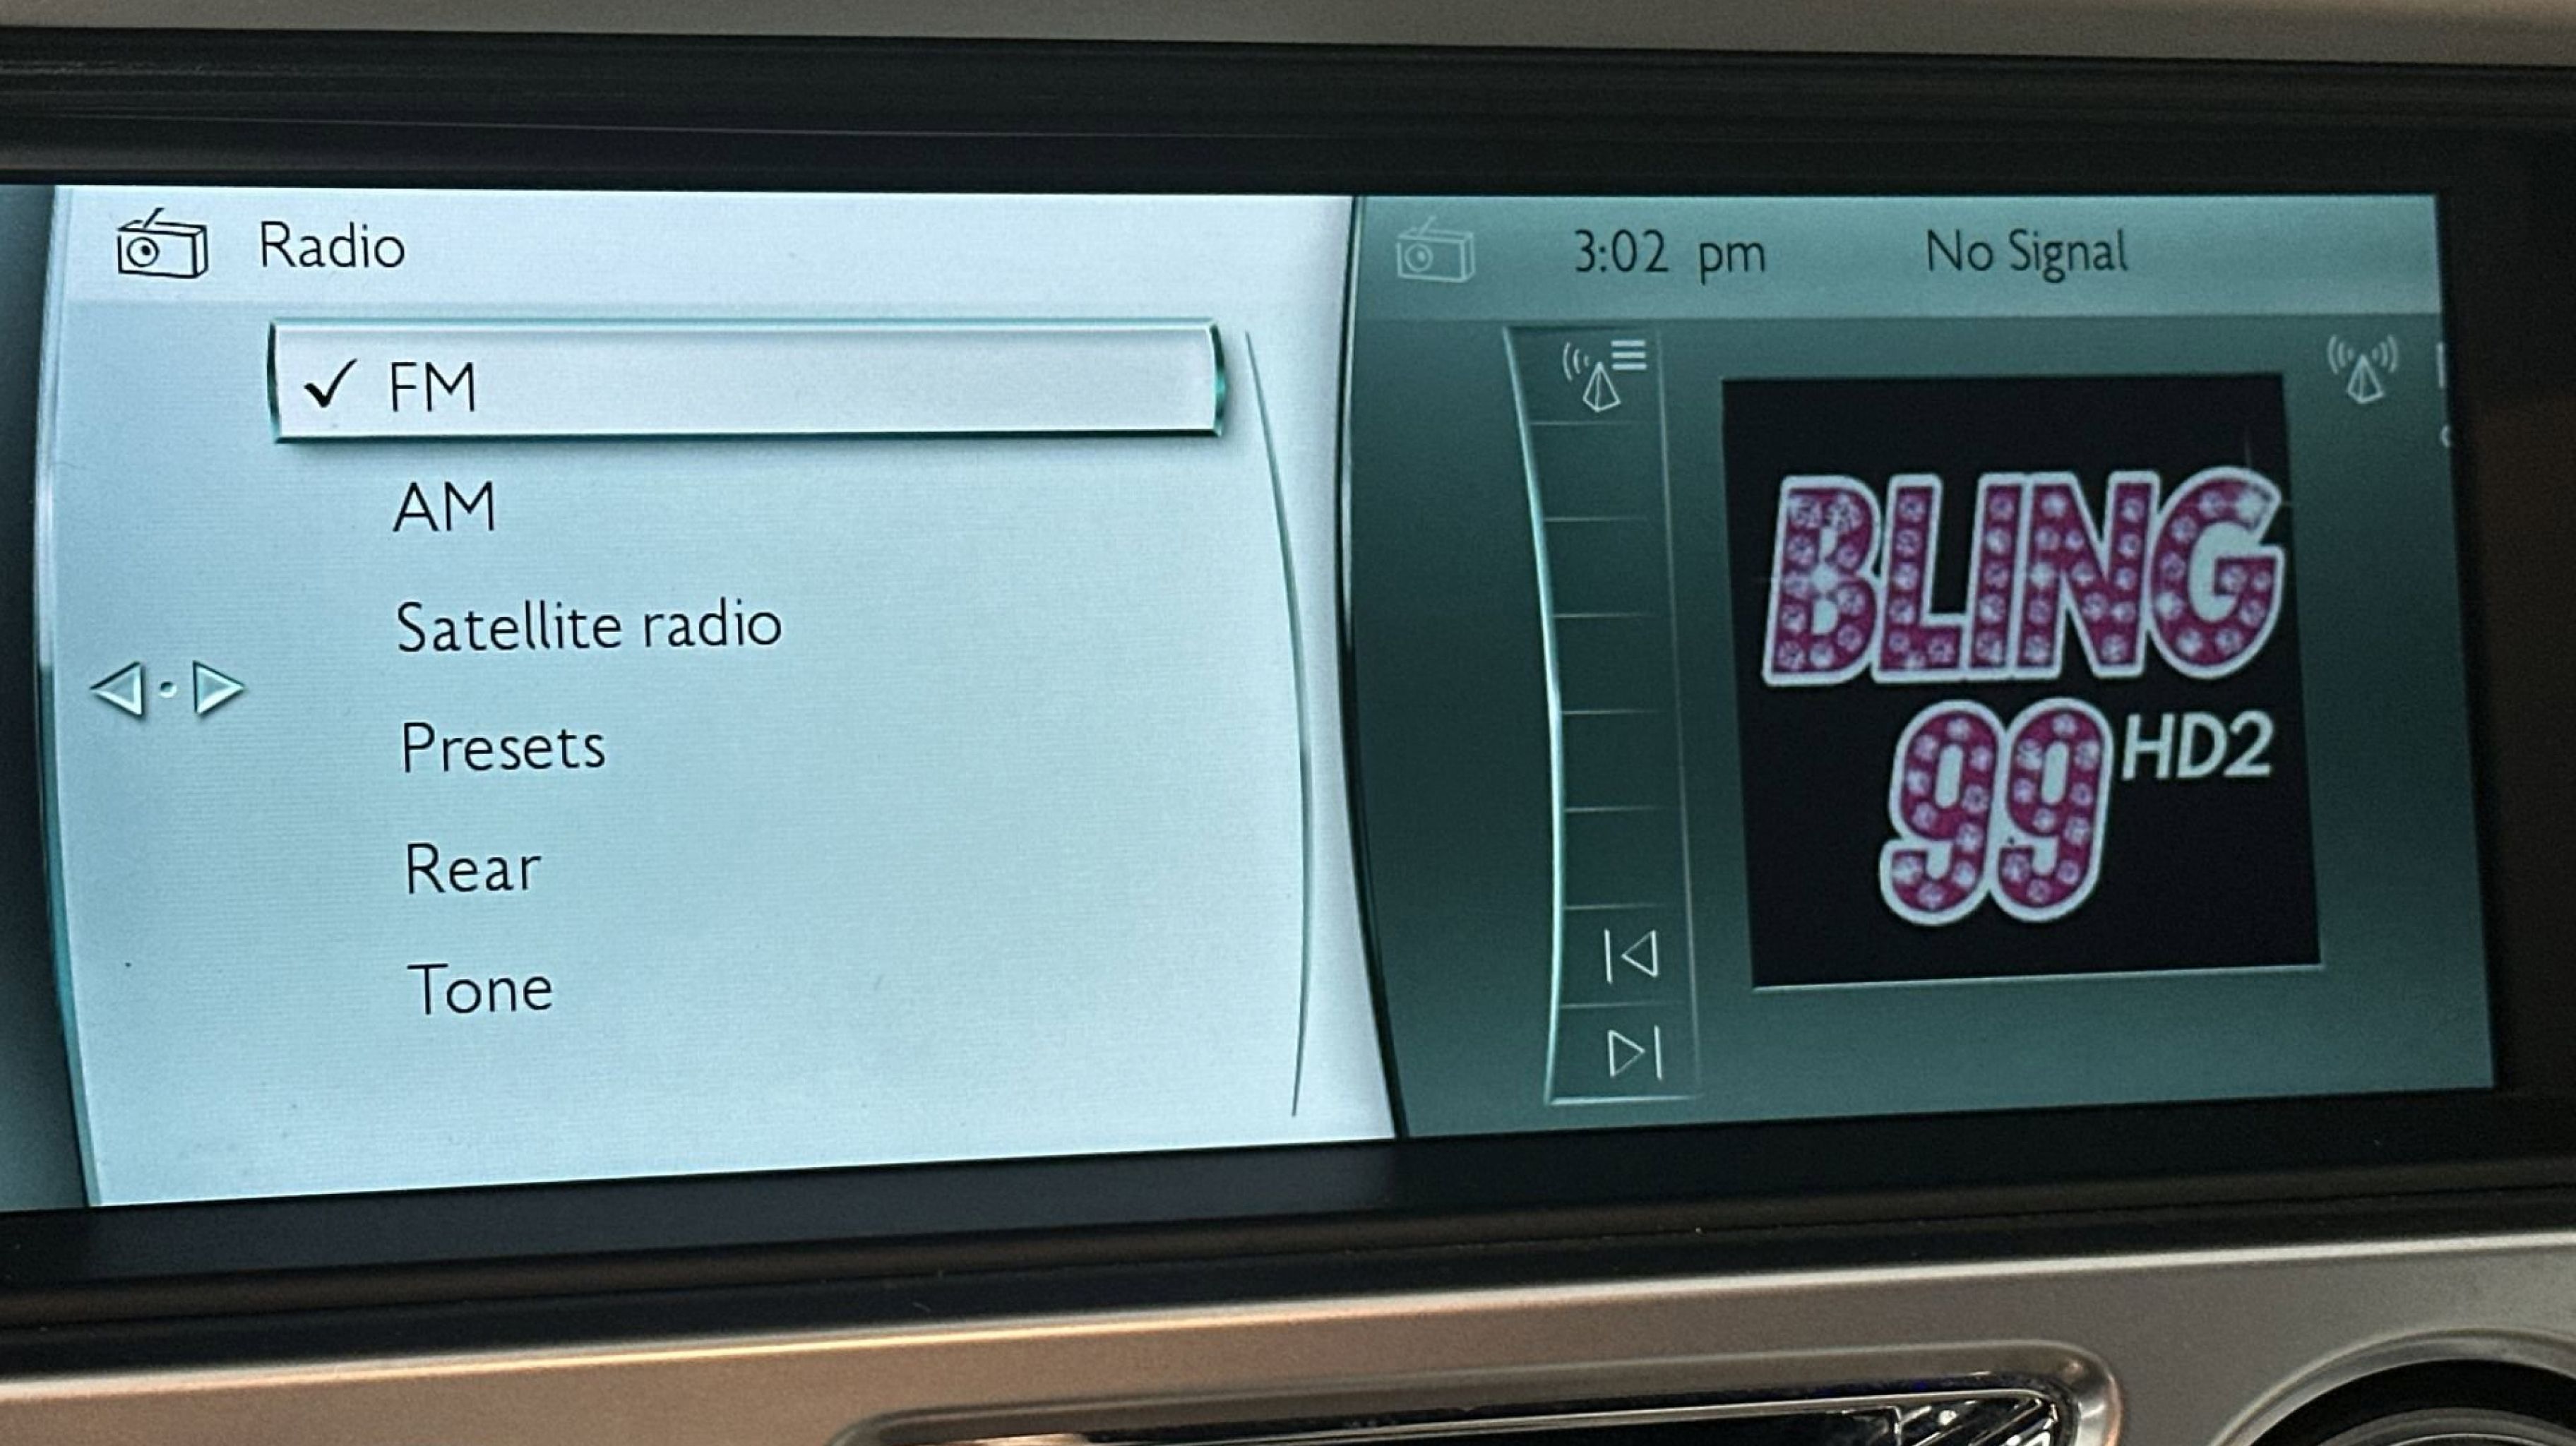 Radio
FM
AM
Satellite radio
Presets
Rear
Tone
3:02 pm No Signal
BLING
99 HD2